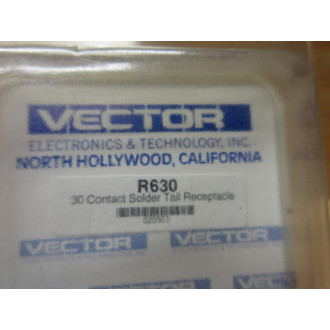 VECTOR
ELECTRONICS & TECHNOLOGY, INC.
NORTH HOLLYWOOD, CALIFORNIA
R630
30 Contact Solder Tail Receptacle
VECTOR
VECTOR